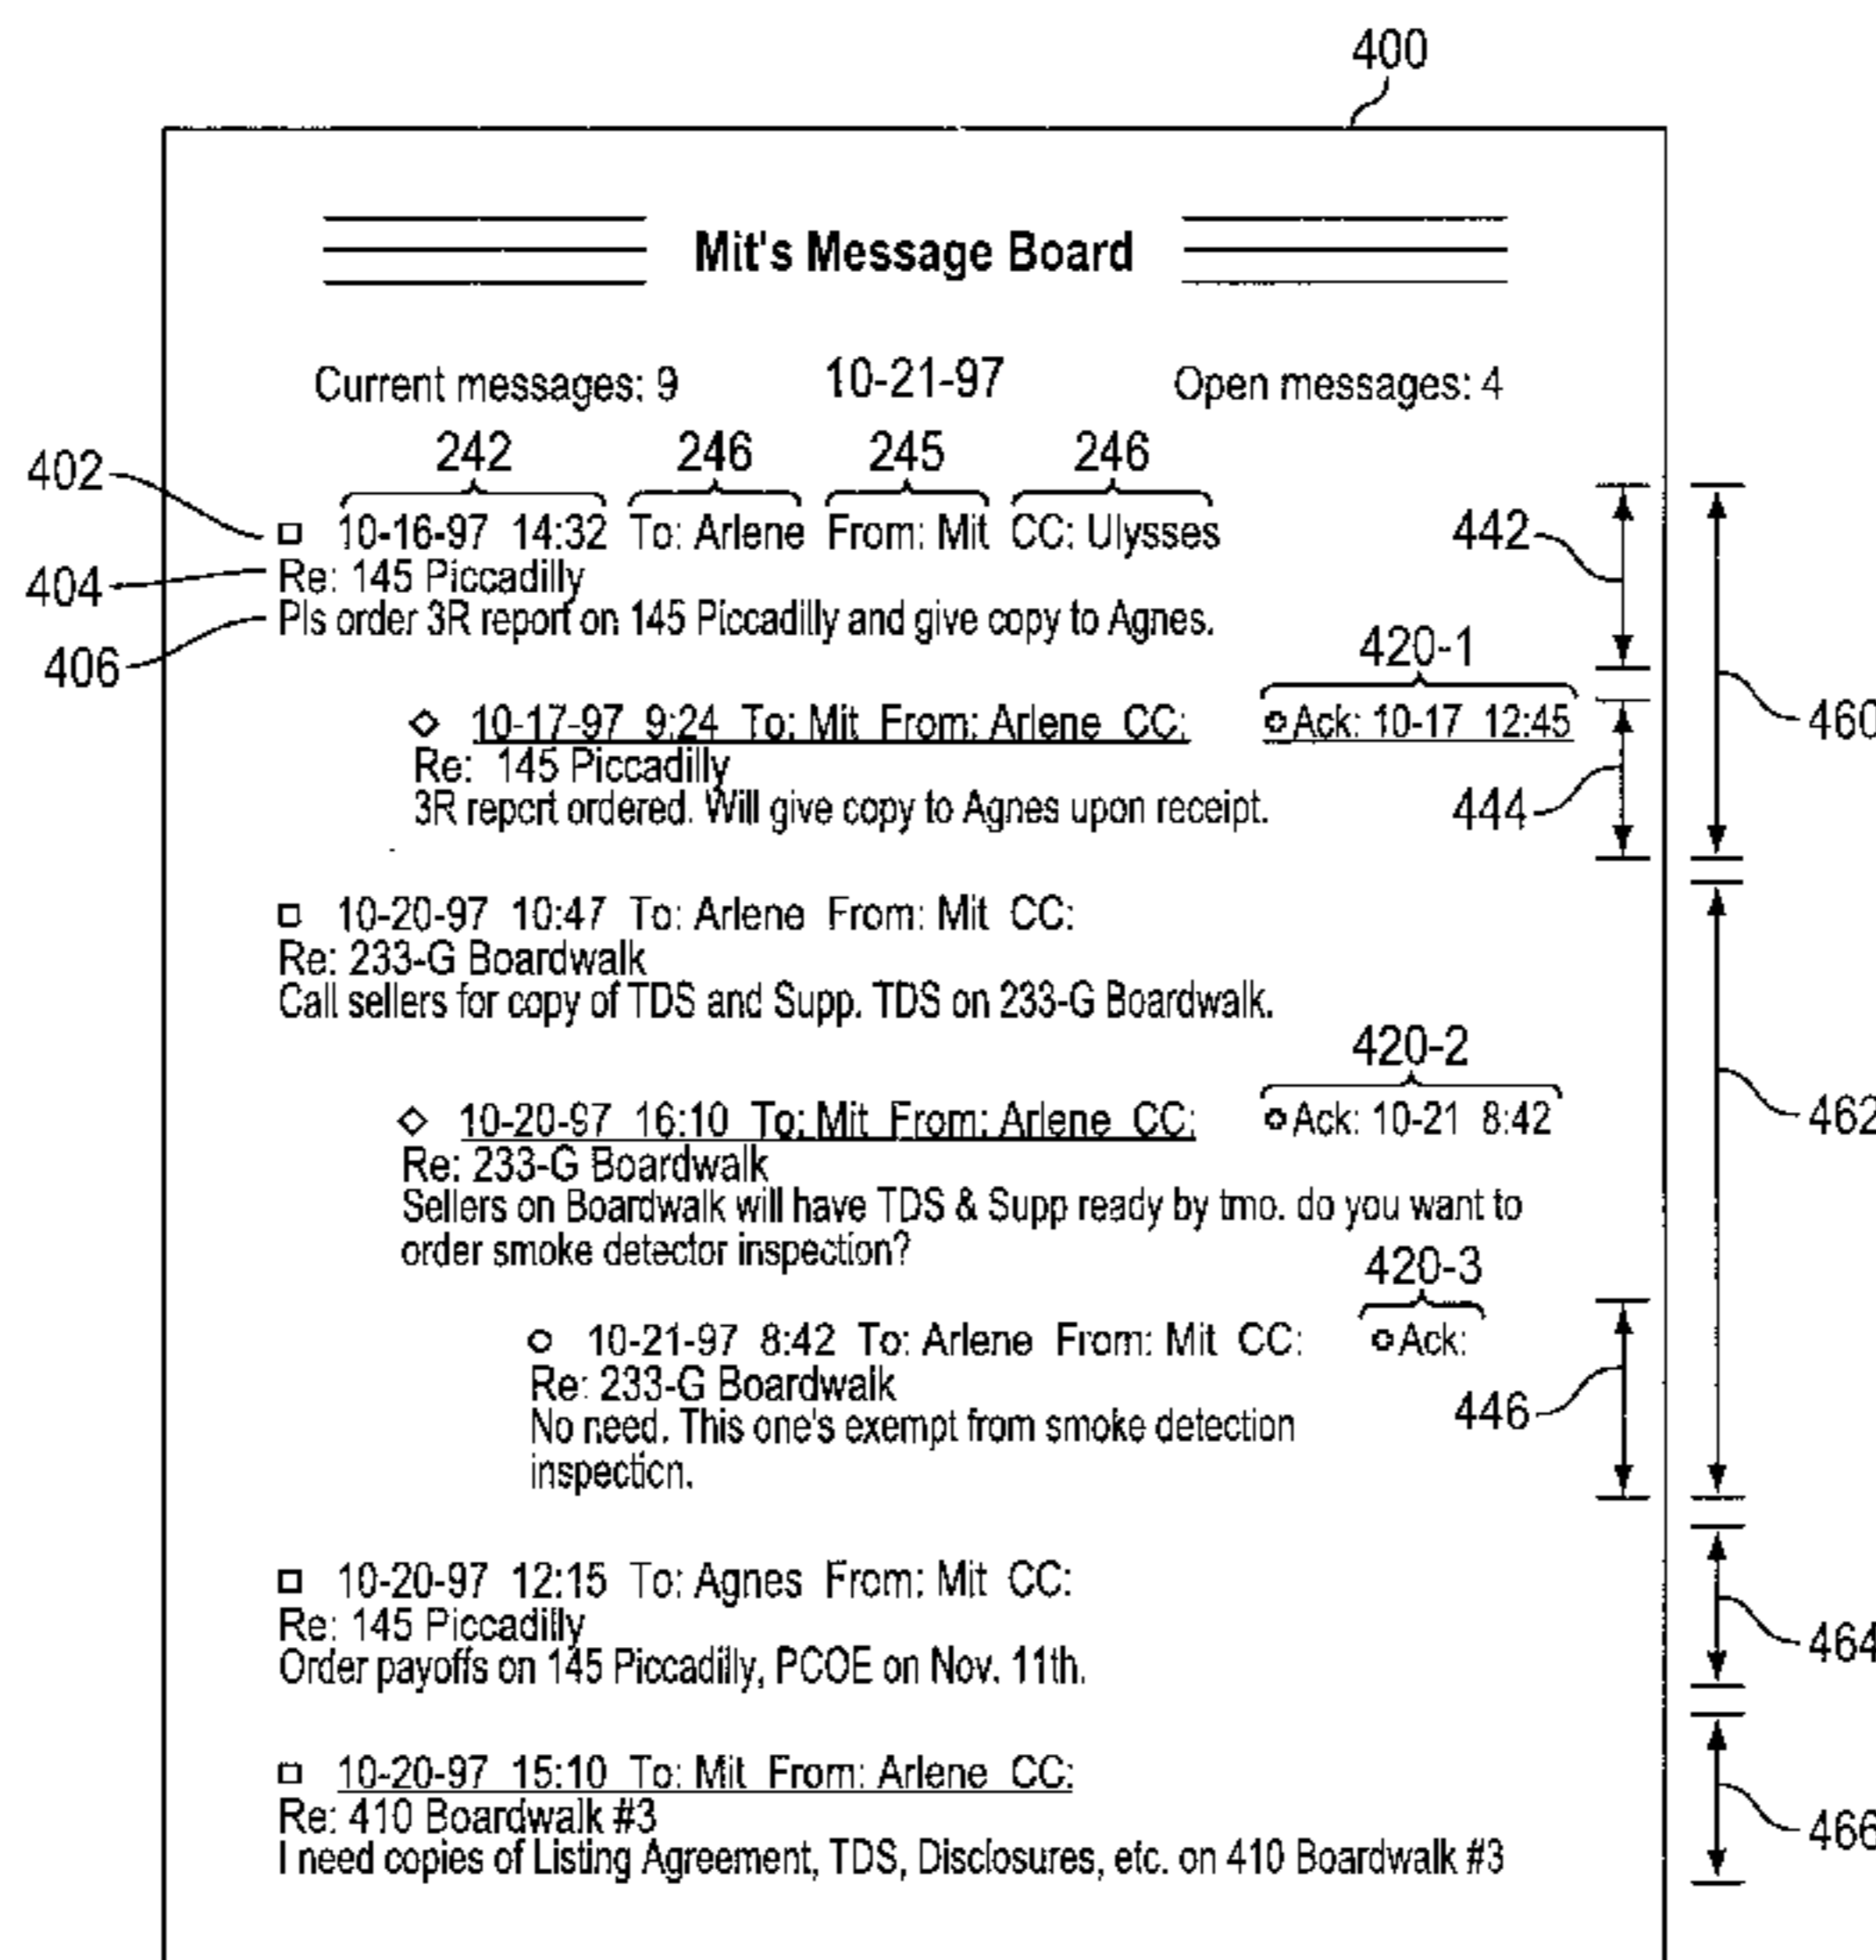 400
Mit's Message Board
Current messages: 9 10-21-97 Open messages: 4
242 246 245 246
402
10-16-97 14:32 To: Arlene From: Mit CC: Ulysses
442
404
Re: 145 Piccadilly
406
Pls order 3R report on 145 Piccadilly and give copy to Agnes.
420-1
10-17-97 9:24 To: Mit From: Arlene CC: Ack: 10-17 12:45
460
Re: 145 Piccadilly
3R report ordered. Will give copy to Agnes upon receipt.
444
10-20-97 10:47 To: Arlene From: Mit CC:
Re: 233-G Boardwalk
Call sellers for copy of TDS and Supp. TDS on 233-G Boardwalk.
420-2
10-20-97 16:10 To: Mit From: Arlene CC: Ack: 10-21 8:42
462
Re: 233-G Boardwalk
Sellers on Boardwalk will have TDS & Supp ready by tmo. do you want to
order smoke detector inspection?
420-3
10-21-97 8:42 To: Arlene From: Mit CC: Ack:
Re: 233-G Boardwalk
446
No need. This one's exempt from smoke detection
inspection.
10-20-97 12:15 To: Agnes From: Mit CC:
Re: 145 Piccadilly
464
Order payoffs on 145 Piccadilly, PCOE on Nov. 11th.
10-20-97 15:10 To: Mit From: Arlene CC:
Re: 410 Boardwalk #3
466
I need copies of Listing Agreement, TDS, Disclosures, etc. on 410 Boardwalk #3